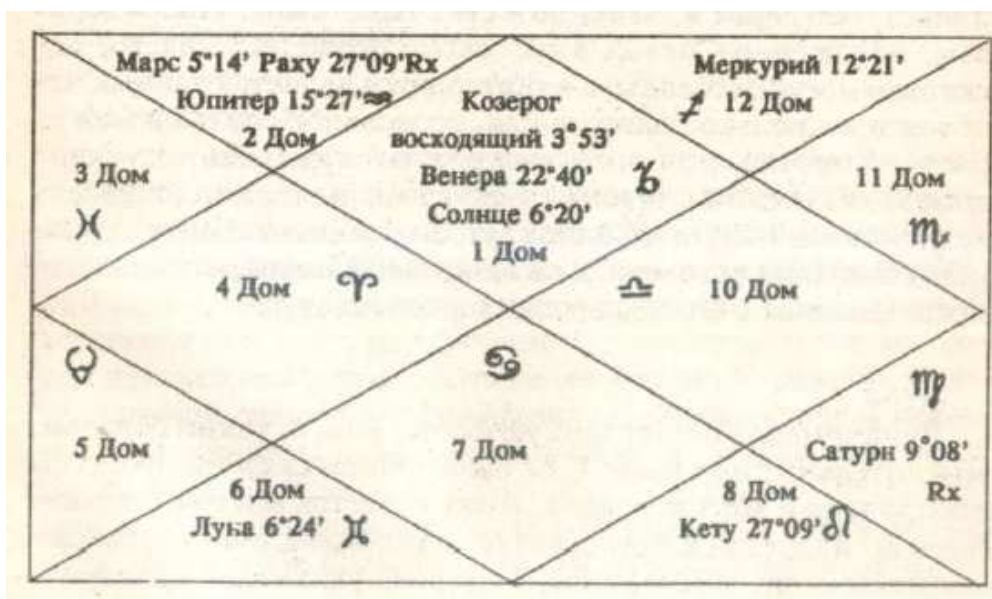 Марс 5°14' Раху 27°09'Rx
Меркурий 12°21'
Юпитер 15°27' ♒
Козерог
♐ 12 Дом
2 Дом
восходящий 3°53'
3 Дом
Венера 22°40' ♑
11 Дом
♓
Солнце 6°20'
♏
1 Дом
4 Дом ♈
♎ 10 Дом
♉
♋
♍
5 Дом
7 Дом
Сатурн 9°08'
Rx
6 Дом
8 Дом
Луна 6°24' ♊
Кету 27°09' ♌